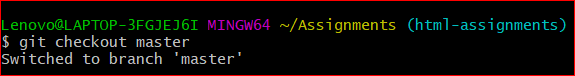 Lenovo@LAPTOP-3FGJEJ6I MINGW64 ~/Assignments (html-assignments)
$ git checkout master
Switched to branch 'master'